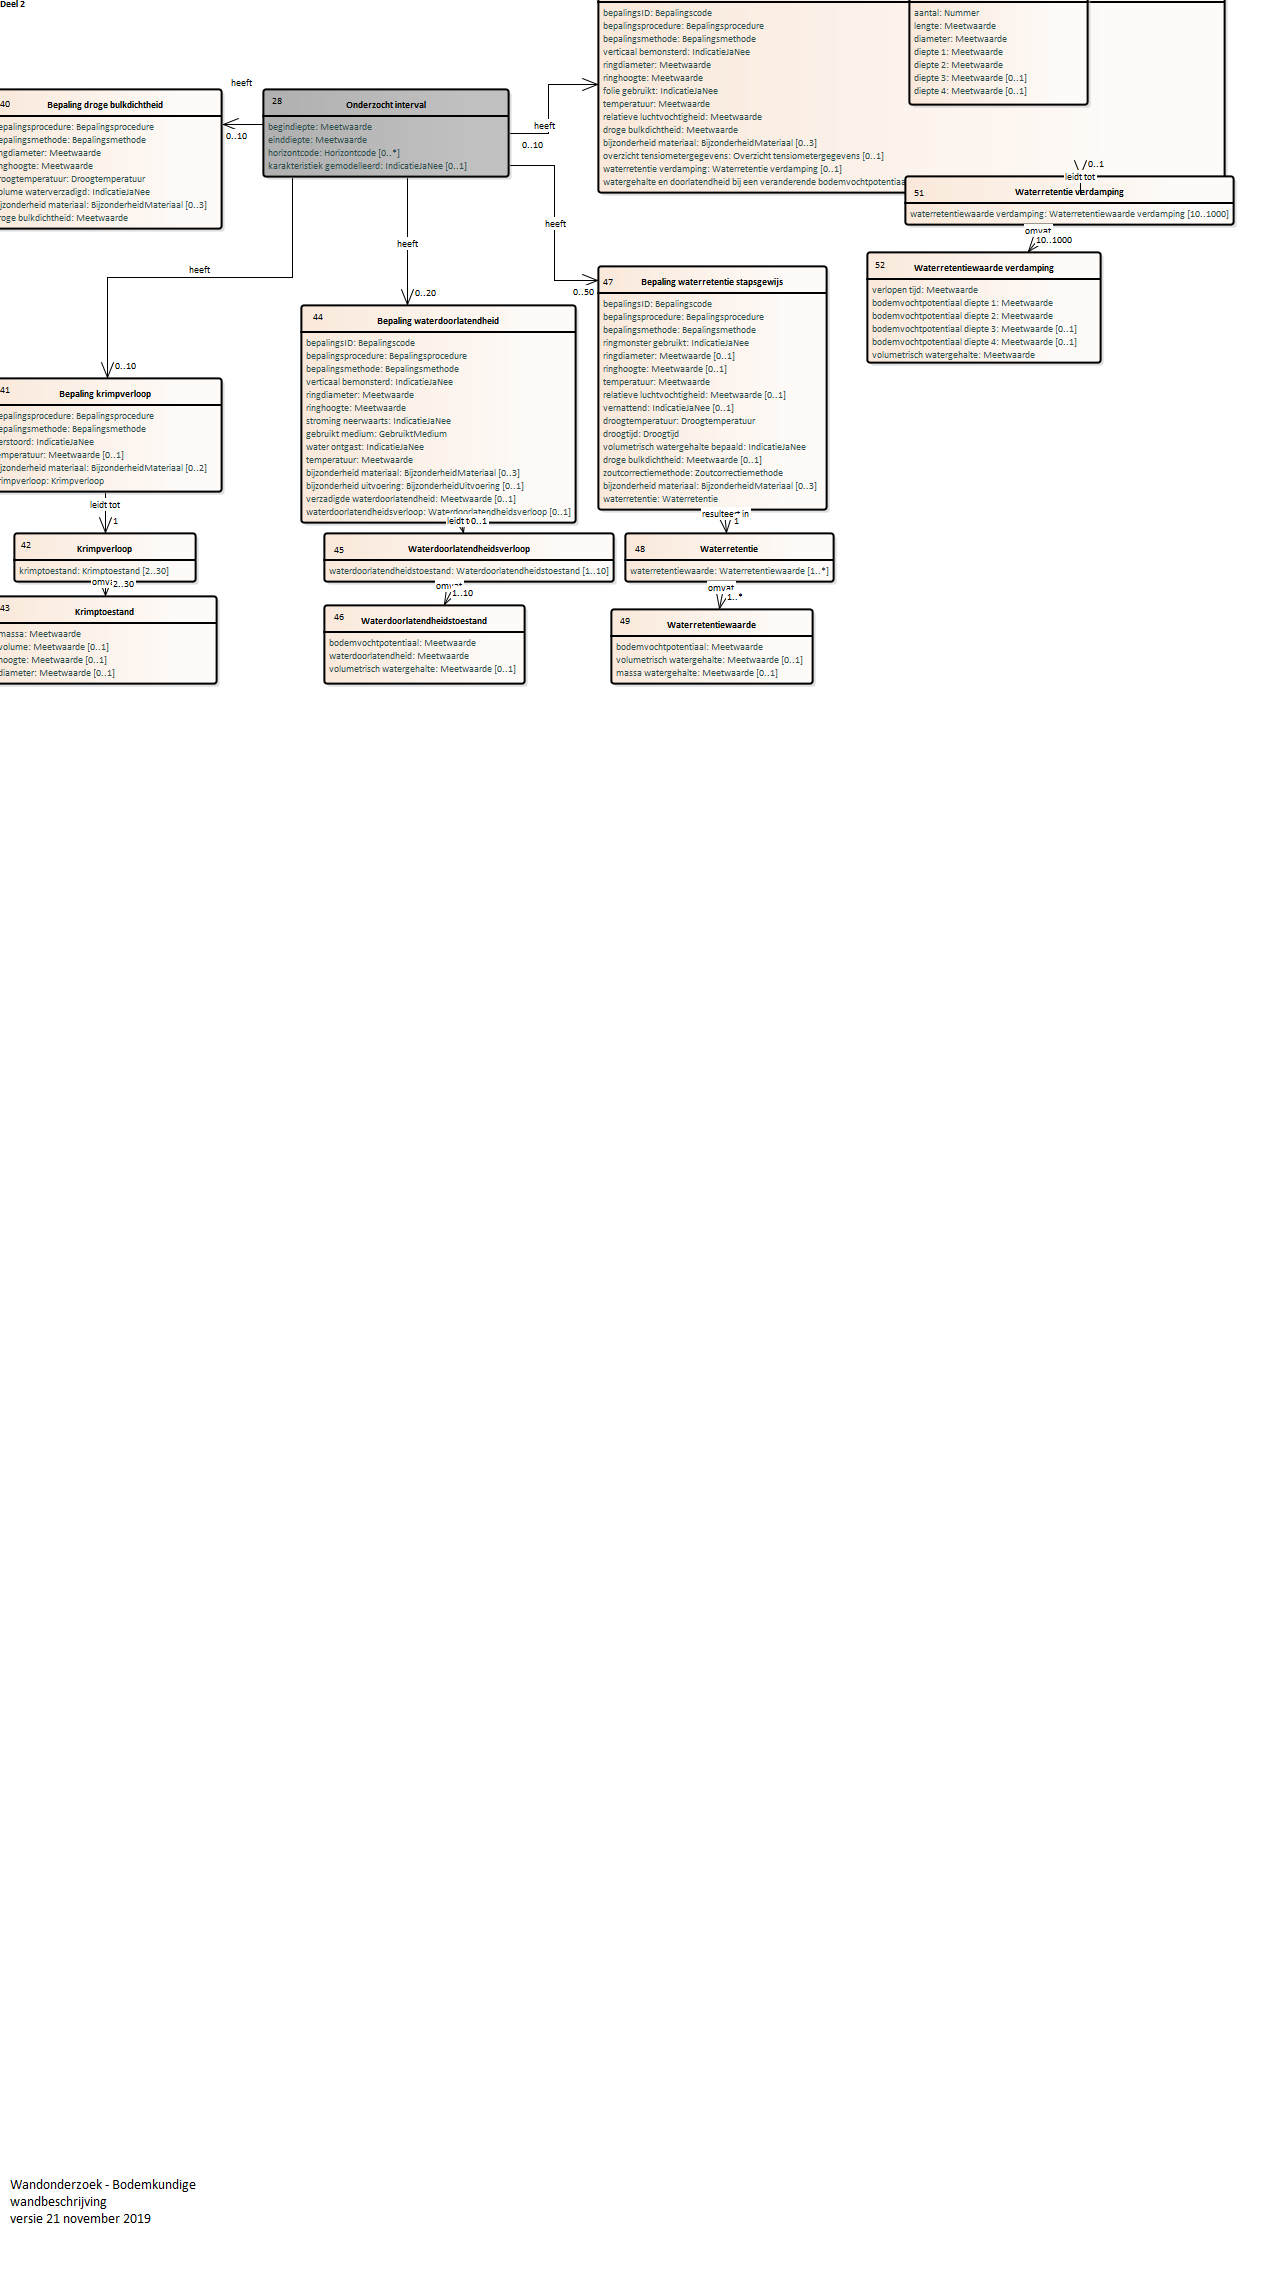 Deel 2
bepalingsID: Bepalingscode
bepalingsprocedure: Bepalingsprocedure
bepalingsmethode: Bepalingsmethode
verticaal bemonsterd: IndicatieJaNee
ringdiameter: Meetwaarde
ringhoogte: Meetwaarde
folie gebruikt: IndicatieJaNee
temperatuur: Meetwaarde
relatieve luchtvochtigheid: Meetwaarde
droge bulkdichtheid: Meetwaarde
bijzonderheid materiaal: BijzonderheidMateriaal [0..3]
overzicht tensiometergegevens: Overzicht tensiometergegevens [0..1]
waterretentie verdamping: Waterretentie verdamping [0..1]
watergehalte en doorlatendheid bij een veranderende bodemvochtpotentiaa
aantal: Nummer
lengte: Meetwaarde
diameter: Meetwaarde
diepte 1: Meetwaarde
diepte 2: Meetwaarde
diepte 3: Meetwaarde [0..1]
diepte 4: Meetwaarde [0..1]
heeft
0..10
40
Bepaling droge bulkdichtheid
epalingsprocedure: Bepalingsprocedure
epalingsmethode: Bepalingsmethode
ngdiameter: Meetwaarde
nghoogte: Meetwaarde
roogtemperatuur: Droogtemperatuur
olume waterverzadigd: IndicatieJaNee
ijzonderheid materiaal: BijzonderheidMateriaal [0..3]
roge bulkdichtheid: Meetwaarde
28
Onderzocht interval
begindiepte: Meetwaarde
einddiepte: Meetwaarde
horizontcode: Horizontcode [0..*]
karakteristiek gemodelleerd: IndicatieJaNee [0..1]
heeft
0..10
0..1
leidt tot
51
Waterretentie verdamping
waterretentiewaarde verdamping: Waterretentiewaarde verdamping [10..1000]
omvat
10..1000
52
Waterretentiewaarde verdamping
verlopen tijd: Meetwaarde
bodemvochtpotentiaal diepte 1: Meetwaarde
bodemvochtpotentiaal diepte 2: Meetwaarde
bodemvochtpotentiaal diepte 3: Meetwaarde [0..1]
bodemvochtpotentiaal diepte 4: Meetwaarde [0..1]
volumetrisch watergehalte: Meetwaarde
heeft
0..10
heeft
0..20
heeft
0..50
41
Bepaling krimpverloop
epalingsprocedure: Bepalingsprocedure
epalingsmethode: Bepalingsmethode
erstoord: IndicatieJaNee
emperatuur: Meetwaarde [0..1]
ijzonderheid materiaal: BijzonderheidMateriaal [0..2]
rimpverloop: Krimpverloop
leidt tot
1
42
Krimpverloop
krimptoestand: Krimptoestand [2..30]
omv
2..30
43
Krimptoestand
massa: Meetwaarde
volume: Meetwaarde [0..1]
hoogte: Meetwaarde [0..1]
diameter: Meetwaarde [0..1]
44
Bepaling waterdoorlatendheid
bepalingsID: Bepalingscode
bepalingsprocedure: Bepalingsprocedure
bepalingsmethode: Bepalingsmethode
verticaal bemonsterd: IndicatieJaNee
ringdiameter: Meetwaarde
ringhoogte: Meetwaarde
stroming neerwaarts: IndicatieJaNee
gebruikt medium: GebruiktMedium
water ontgast: IndicatieJaNee
temperatuur: Meetwaarde
bijzonderheid materiaal: BijzonderheidMateriaal [0..3]
bijzonderheid uitvoering: BijzonderheidUitvoering [0..1]
verzadigde waterdoorlatendheid: Meetwaarde [0..1]
waterdoorlatendheidsverloop: Waterdoorlatendheidsverloop [0..1]
leidt t
0..1
45
Waterdoorlatendheidsverloop
waterdoorlatendheidstoestand: Waterdoorlatendheidstoestand [1..10]
omvat
1..10
46
Waterdoorlatendheidstoestand
bodemvochtpotentiaal: Meetwaarde
waterdoorlatendheid: Meetwaarde
volumetrisch watergehalte: Meetwaarde [0..1]
47
Bepaling waterretentie stapsgewijs
bepalingsID: Bepalingscode
bepalingsprocedure: Bepalingsprocedure
bepalingsmethode: Bepalingsmethode
ringmonster gebruikt: IndicatieJaNee
ringdiameter: Meetwaarde [0..1]
ringhoogte: Meetwaarde [0..1]
temperatuur: Meetwaarde
relatieve luchtvochtigheid: Meetwaarde [0..1]
vernattend: IndicatieJaNee [0..1]
droogtemperatuur: Droogtemperatuur
droogtijd: Droogtijd
volumetrisch watergehalte bepaald: IndicatieJaNee
droge bulkdichtheid: Meetwaarde [0..1]
zoutcorrectiemethode: Zoutcorrectiemethode
bijzonderheid materiaal: BijzonderheidMateriaal [0..3]
waterretentie: Waterretentie
resulteert in
1
48
Waterretentie
waterretentiewaarde: Waterretentiewaarde [1..*]
omvat
1..*
49
Waterretentiewaarde
bodemvochtpotentiaal: Meetwaarde
volumetrisch watergehalte: Meetwaarde [0..1]
massa watergehalte: Meetwaarde [0..1]
Wandonderzoek - Bodemkundige
wandbeschrijving
versie 21 november 2019